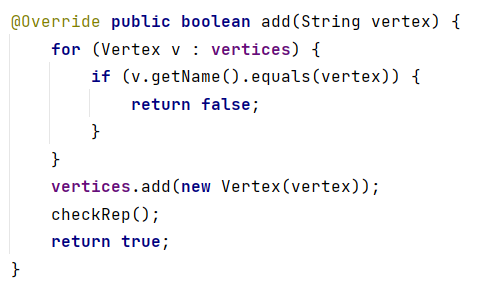 @Override public boolean add(String vertex) {
    for (Vertex v : vertices) {
        if (v.getName().equals(vertex)) {
            return false;
        }
    }
    vertices.add(new Vertex(vertex));
    checkRep();
    return true;
}